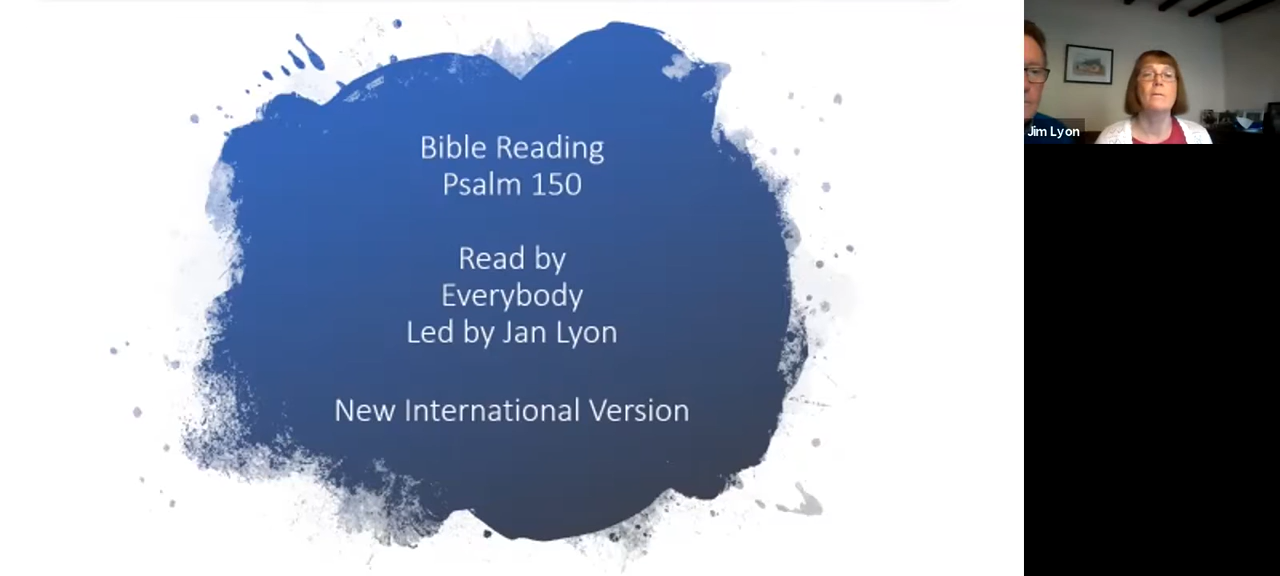 Bible Reading
Psalm 150
Read by
Everybody
Led by Jan Lyon
New International Version
Jim Lyon